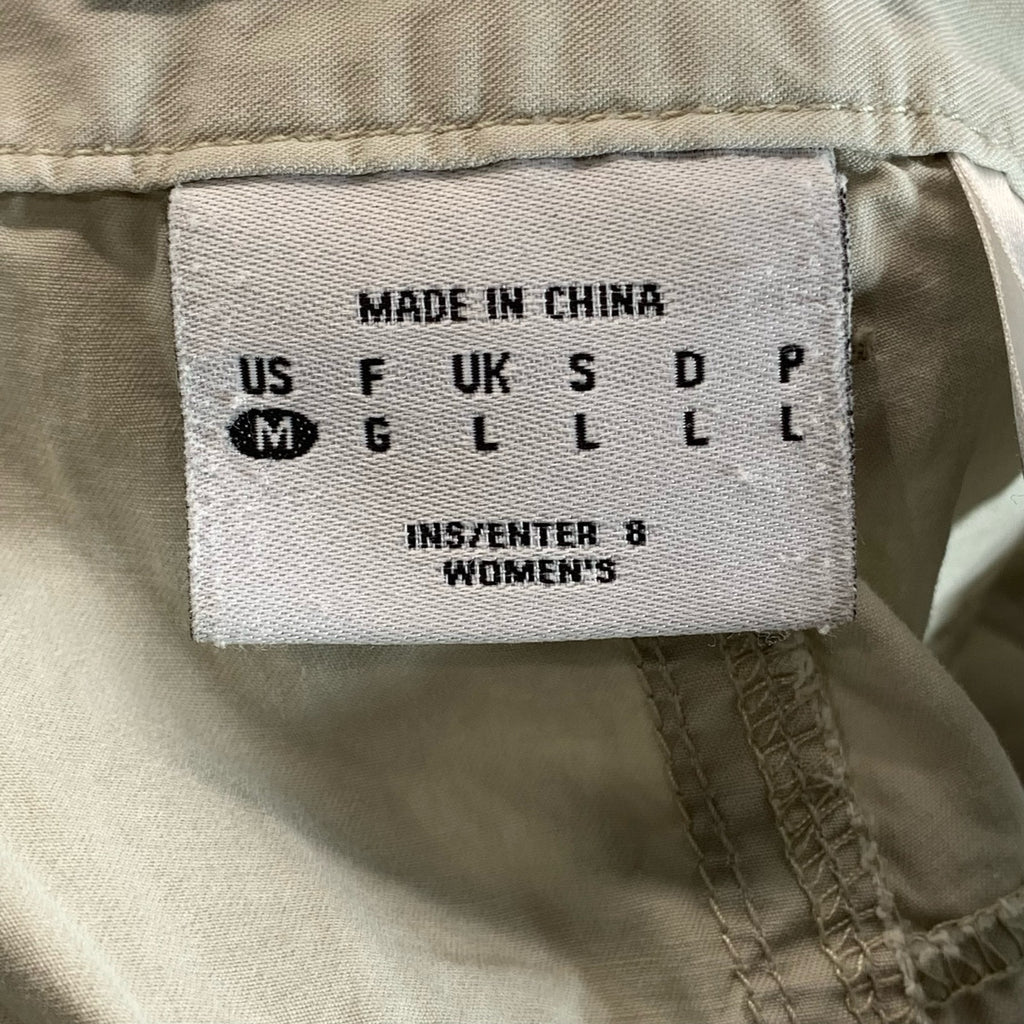 MADE IN CHINA
US F UK S D P
M G L L L L
INS/ENTER 8
WOMEN'S